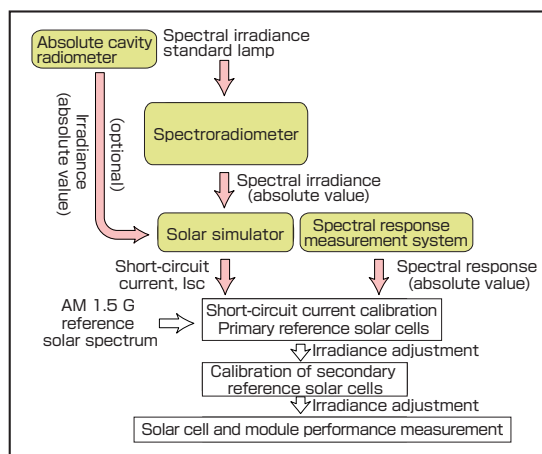 Absolute cavity
radiometer
Spectral irradiance
standard lamp
Irradiance
(absolute value)
(optional)
Spectroradiometer
Spectral irradiance
(absolute value)
Solar simulator
Spectral response
measurement system
Short-circuit
current, Isc
Spectral response
(absolute value)
AM 1.5 G
reference
solar spectrum
Short-circuit current calibration
Primary reference solar cells
Irradiance adjustment
Calibration of secondary
reference solar cells
Irradiance adjustment
Solar cell and module performance measurement